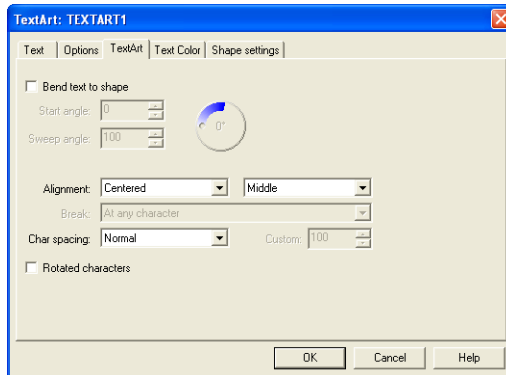 TextArt: TEXTART1
Text Options TextArt Text Color Shape settings
Bend text to shape
Start angle: 0
Sweep angle: 100
0°
Alignment: Centered Middle
Break: At any character
Char spacing: Normal Custom: 100
Rotated characters
OK Cancel Help